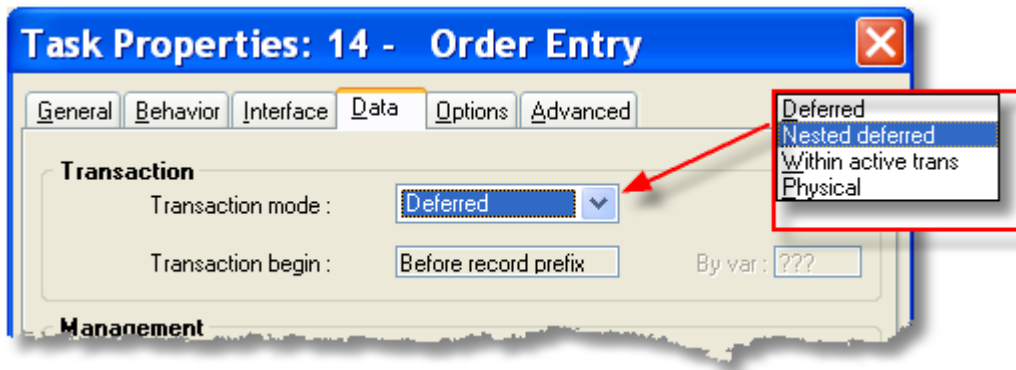 Task Properties: 14 - Order Entry
General Behavior Interface Data Options Advanced
Transaction
Transaction mode : Deferred
Transaction begin : Before record prefix By var : ???
Management
Deferred
Nested deferred
Within active trans
Physical